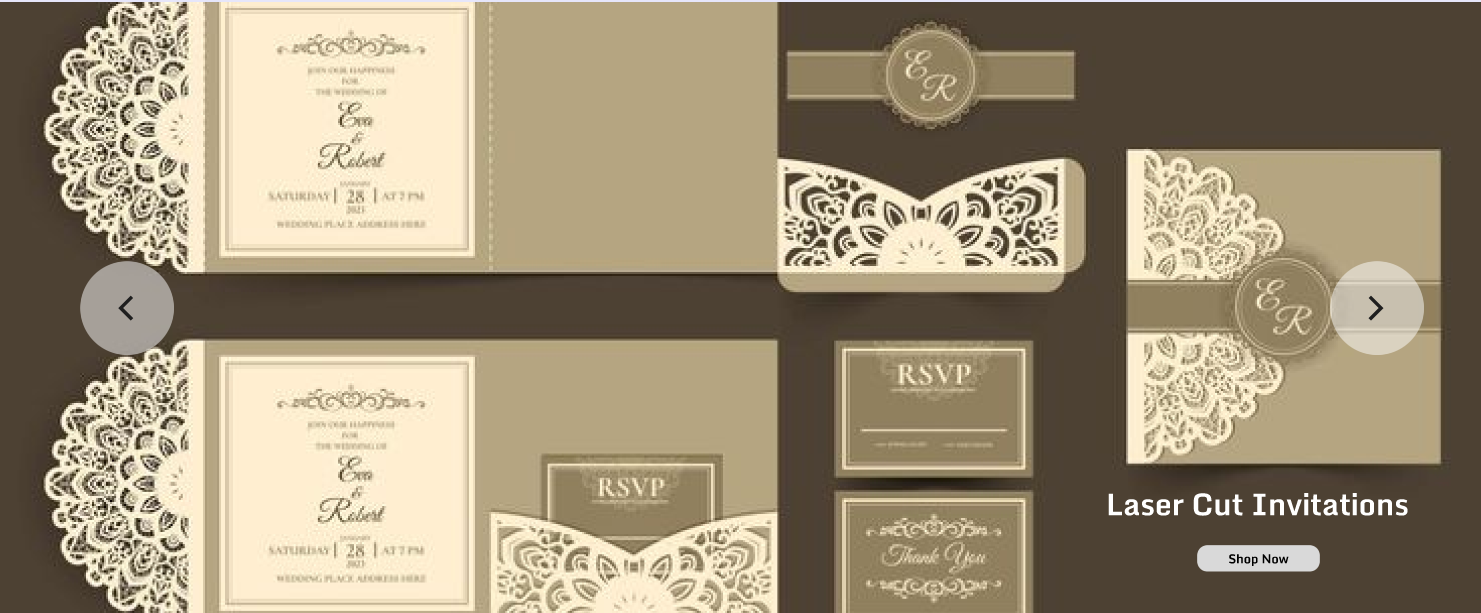 JOIN OUR HAPPINESS
FOR
THE WEDDING OF
Eva
&
Robert
JANUARY
SATURDAY | 28 | AT 7 PM
2023
WEDDING PLACE ADDRESS HERE
E
R
E
R
JOIN OUR HAPPINESS
FOR
THE WEDDING OF
Eva
&
Robert
JANUARY
SATURDAY | 28 | AT 7 PM
2023
WEDDING PLACE ADDRESS HERE
RSVP
RSVP
Thank You
Laser Cut Invitations
Shop Now